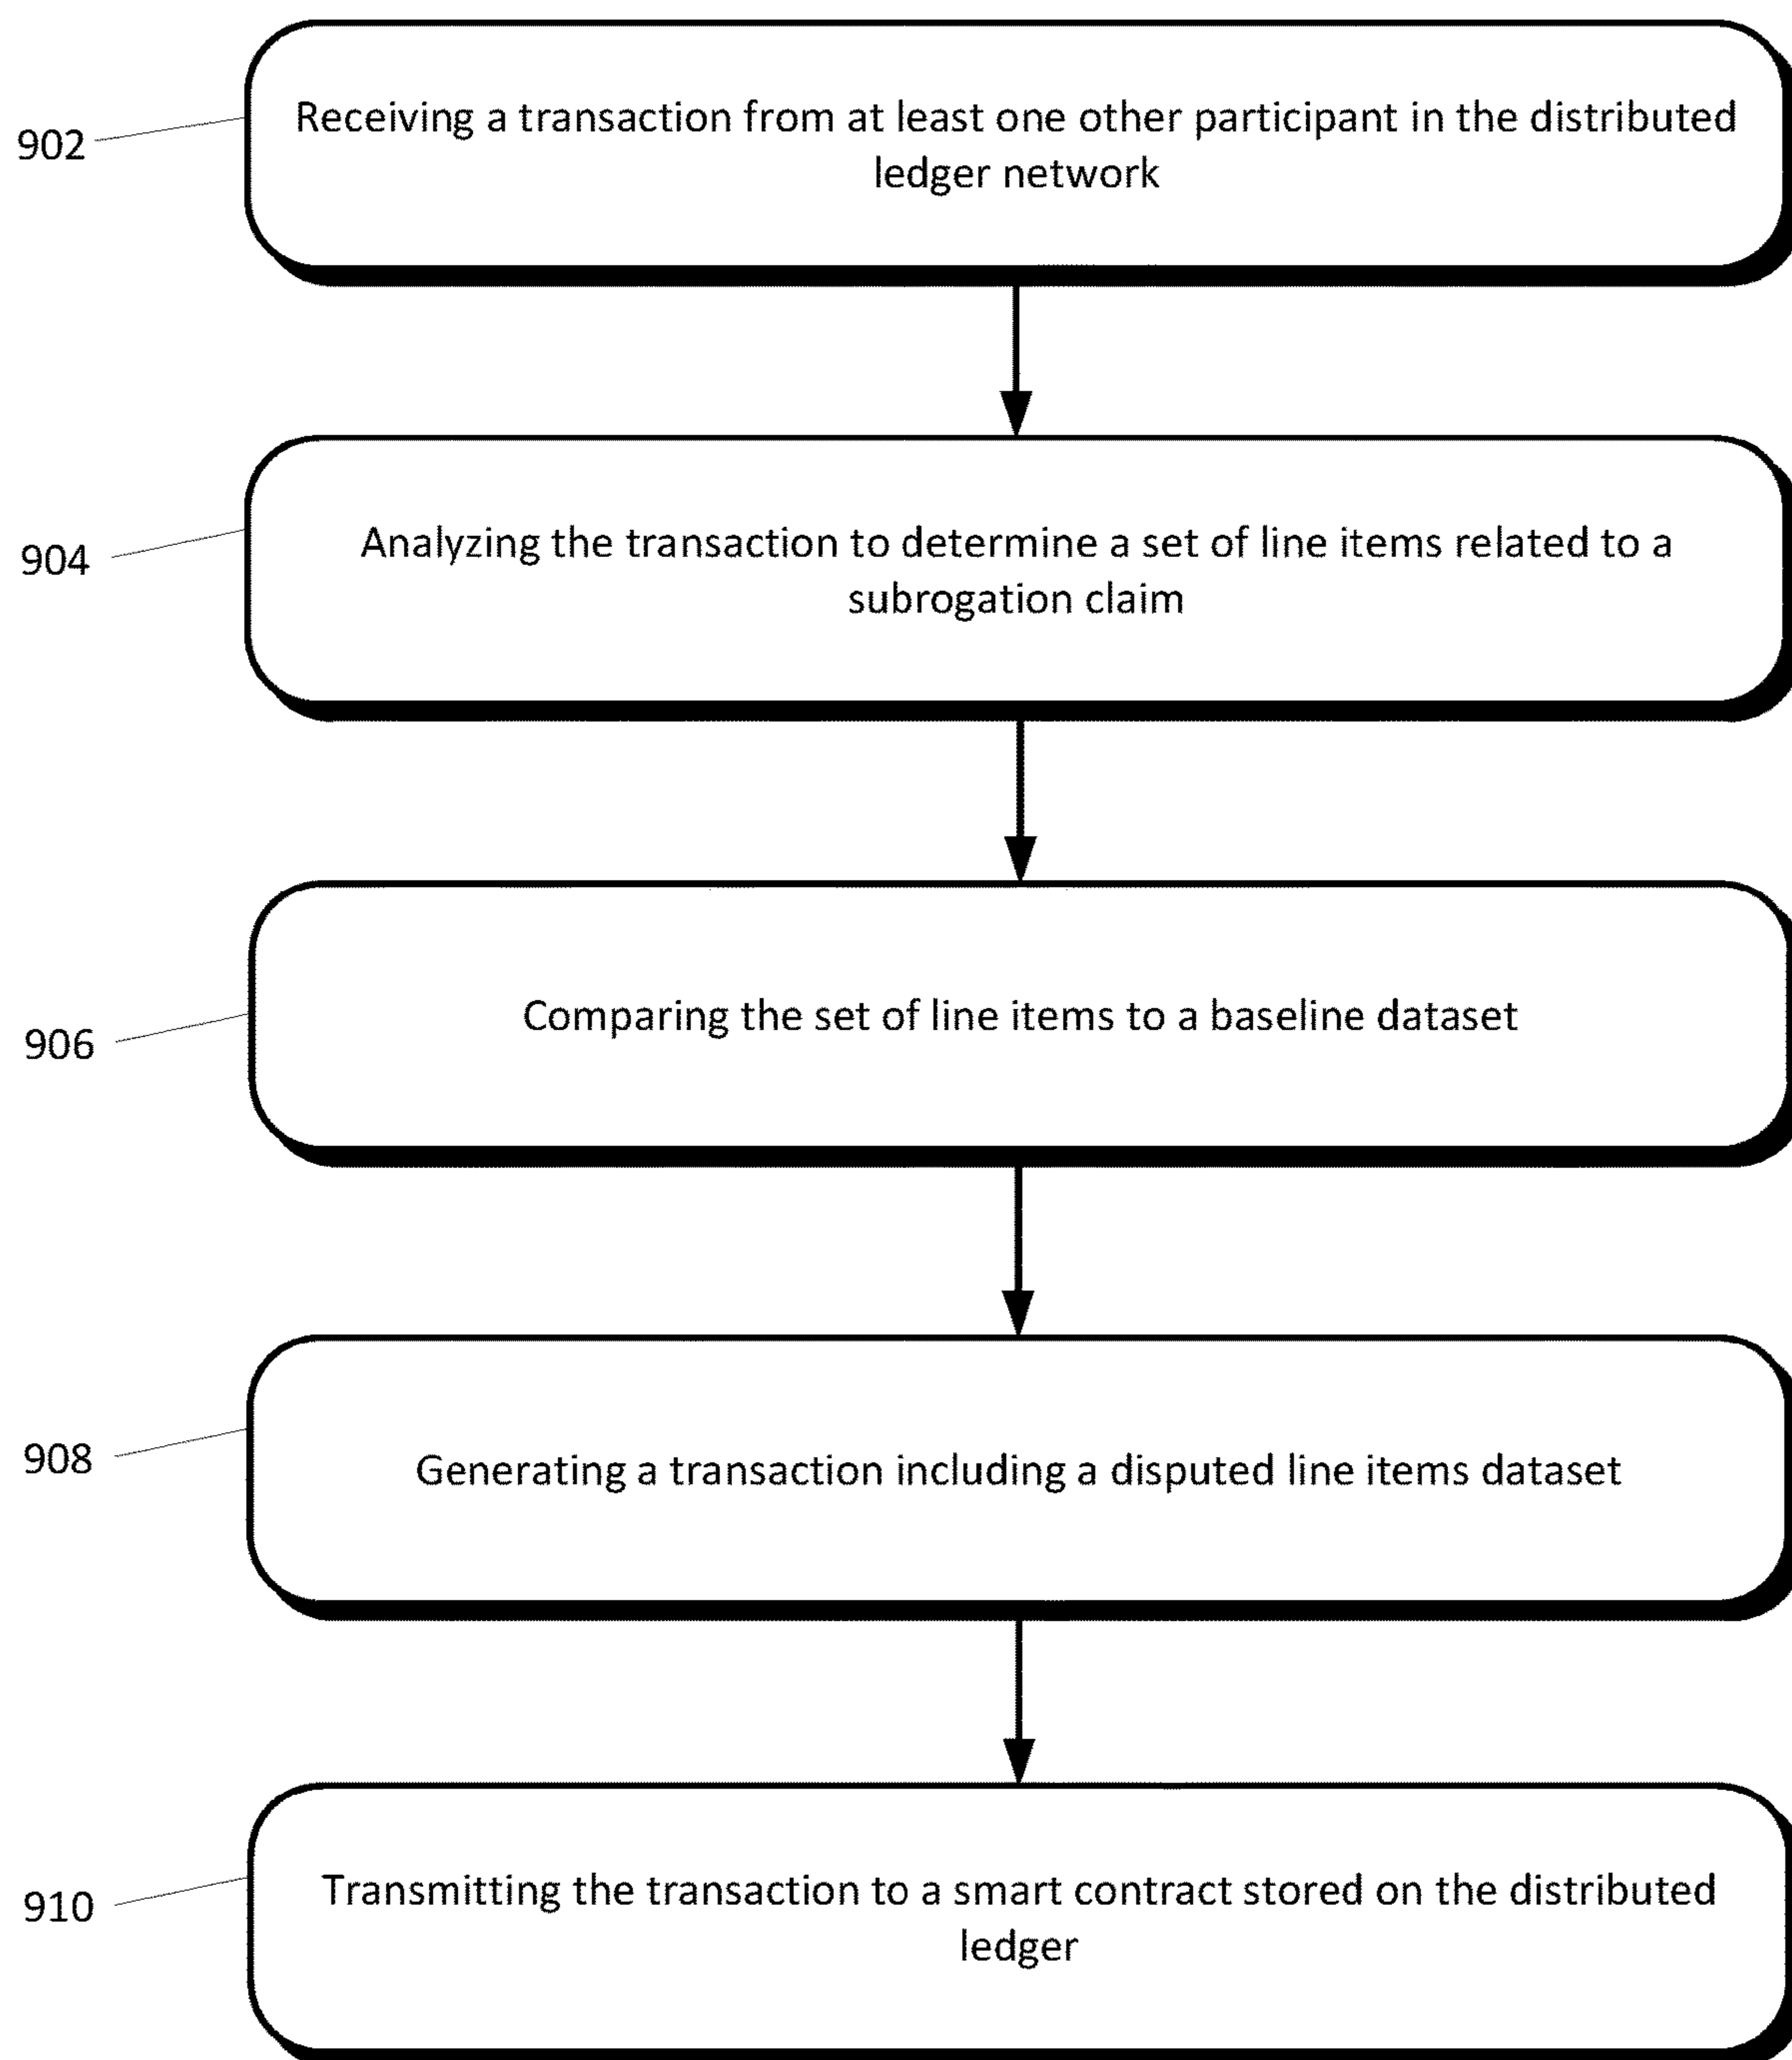 902
Receiving a transaction from at least one other participant in the distributed
ledger network
904
Analyzing the transaction to determine a set of line items related to a
subrogation claim
906
Comparing the set of line items to a baseline dataset
908
Generating a transaction including a disputed line items dataset
910
Transmitting the transaction to a smart contract stored on the distributed
ledger